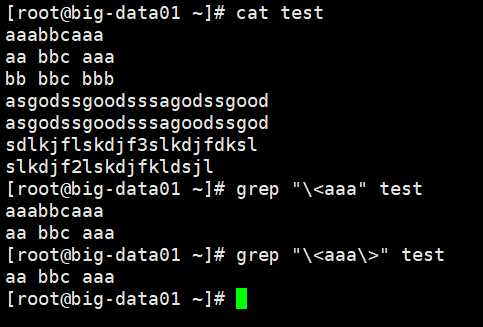 [root@big-data01 ~]# cat test
aaabbcaaa
aa bbc aaa
bb bbc bbb
asgodssgoodsssagodssgood
asgodssgoodsssagoodssgod
sdlkjflskdjf3slkdjfdksl
slkdjf2lskdjfkldsjl
[root@big-data01 ~]# grep "\<aaa" test
aaabbcaaa
aa bbc aaa
[root@big-data01 ~]# grep "\<aaa\>" test
aa bbc aaa
[root@big-data01 ~]#